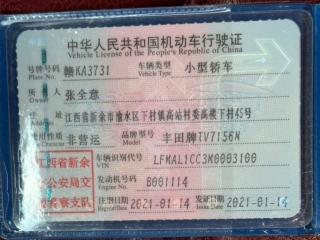 中华人民共和国机动车行驶证
Vehicle License of the People's Republic of China
号牌号码 赣KA3731 车辆类型 小型轿车
Plate No. Vehicle Type
所有人 张全意
Owner
住址 江西省新余市渝水区下村镇高站村委高楼下村45号
Address
使用性质 非营运 品牌型号 丰田牌TV7156N
Use Character Model
江西省新余
市公安局交
通警察支队
车辆识别代号 LFMAL1CC3M0003100
VIN
发动机号码 B001114
Engine No.
注册日期 2021-01-14 发证日期 2021-01-14
Register Date Issue Date